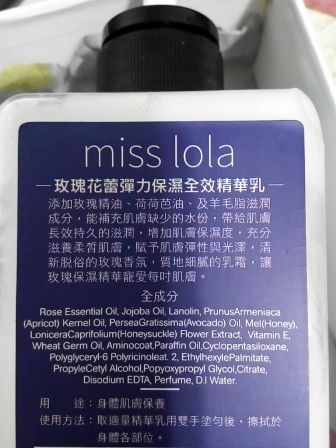 miss lola
玫瑰花蕾彈力保濕全效精華乳
添加玫瑰精油、荷荷芭油、及羊毛脂滋潤
成分，能補充肌膚缺少的水份，帶給肌膚
長效持久的滋潤，增加肌膚保濕度，充分
滋養柔皙肌膚，賦予肌膚彈性與光澤，清
新脫俗的玫瑰香氛，質地細膩的乳霜，讓
玫瑰保濕精華寵愛每吋肌膚。
全成分
Rose Essential Oil, Jojoba Oil, Lanolin, PrunusArmeniaca
(Apricot) Kernel Oil, PerseaGratissima(Avocado) Oil, Mel(Honey),
LoniceraCaprifolium(Honeysuckle) Flower Extract, Vitamin E,
Wheat Germ Oil, Aminocoat,Paraffin Oil,Cyclopentasiloxane,
Polyglyceryl-6 Polyricinoleat. 2, EthylhexylePalmitate,
PropyleCetyl Alcohol,Popyoxypropyl Glycol,Citrate,
Disodium EDTA, Perfume, D.I Water.
用 途：身體肌膚保養
使用方法：取適量精華乳用雙手塗勻後，擦拭於
身體各部位。